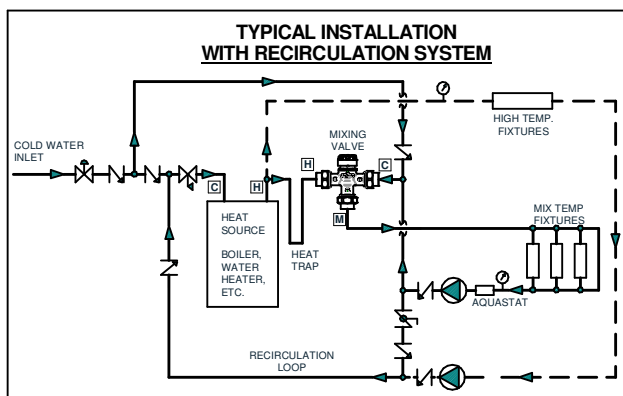 TYPICAL INSTALLATION
WITH RECIRCULATION SYSTEM
COLD WATER
INLET
MIXING
VALVE
HIGH TEMP.
FIXTURES
H
C
C
H
M
MIX TEMP
FIXTURES
HEAT
SOURCE
BOILER,
WATER
HEATER,
ETC.
HEAT
TRAP
AQUASTAT
RECIRCULATION
LOOP